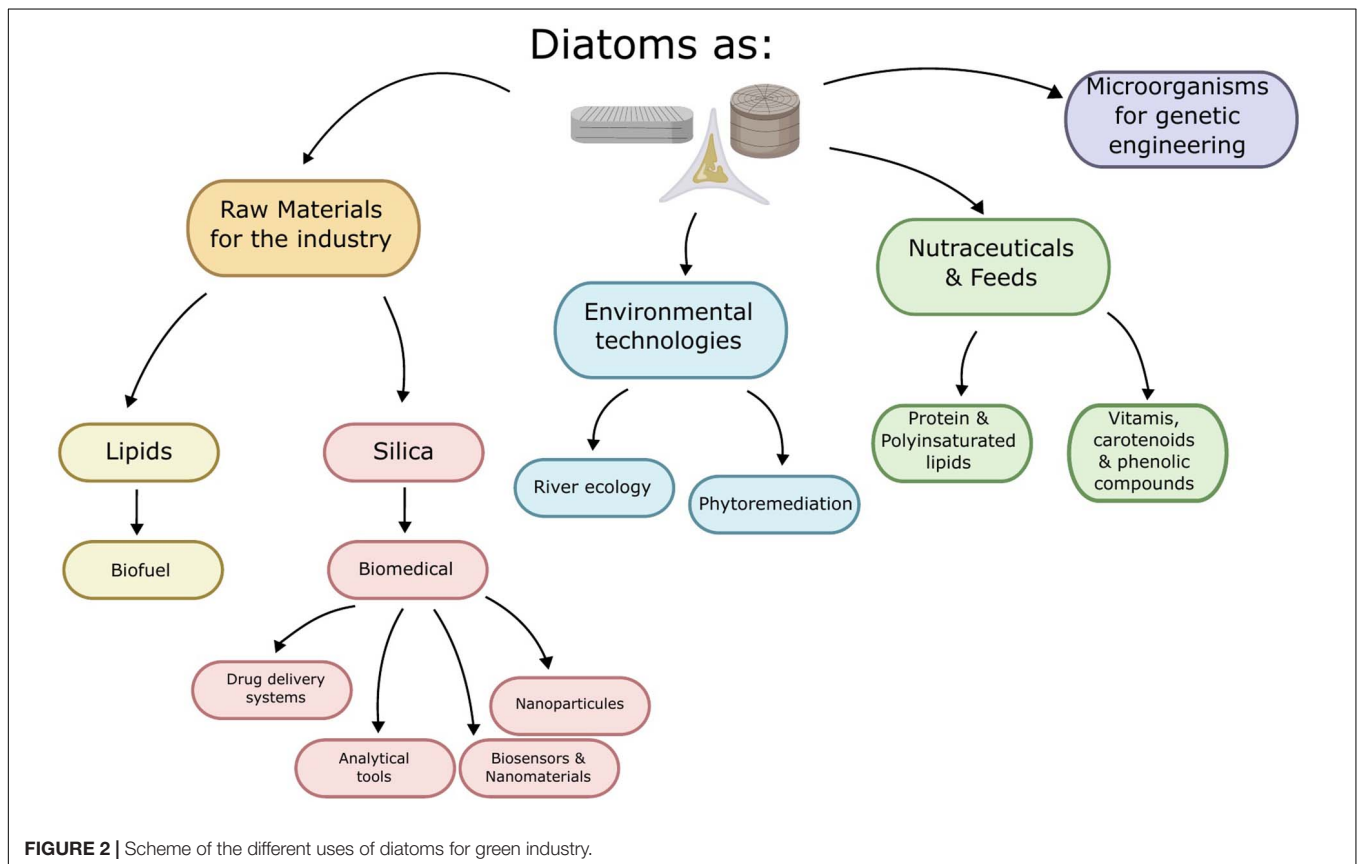 Diatoms as:
Microorganisms
for genetic
engineering
Raw Materials
for the industry
Nutraceuticals
& Feeds
Environmental
technologies
Protein &
Polyinsaturated
lipids
Vitamis,
carotenoids
& phenolic
compounds
Lipids
Silica
River ecology
Phytoremediation
Biofuel
Biomedical
Drug delivery
systems
Nanoparticules
Analytical
tools
Biosensors &
Nanomaterials
FIGURE 2 | Scheme of the different uses of diatoms for green industry.